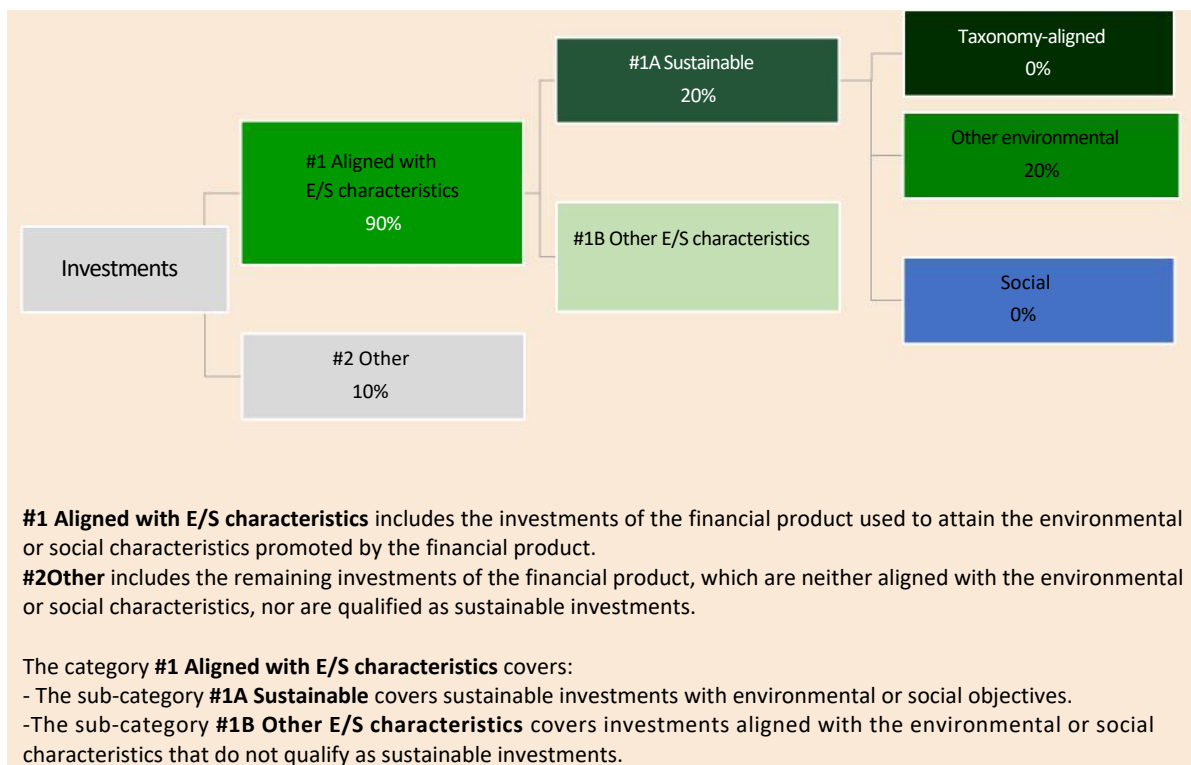 Taxonomy-aligned
0%
#1A Sustainable
20%
Other environmental
20%
#1 Aligned with
E/S characteristics
90%
#1B Other E/S characteristics
Investments
Social
0%
#2 Other
10%
#1 Aligned with E/S characteristics includes the investments of the financial product used to attain the environmental
or social characteristics promoted by the financial product.
#2Other includes the remaining investments of the financial product, which are neither aligned with the environmental
or social characteristics, nor are qualified as sustainable investments.
The category #1 Aligned with E/S characteristics covers:
- The sub-category #1A Sustainable covers sustainable investments with environmental or social objectives.
-The sub-category #1B Other E/S characteristics covers investments aligned with the environmental or social
characteristics that do not qualify as sustainable investments.